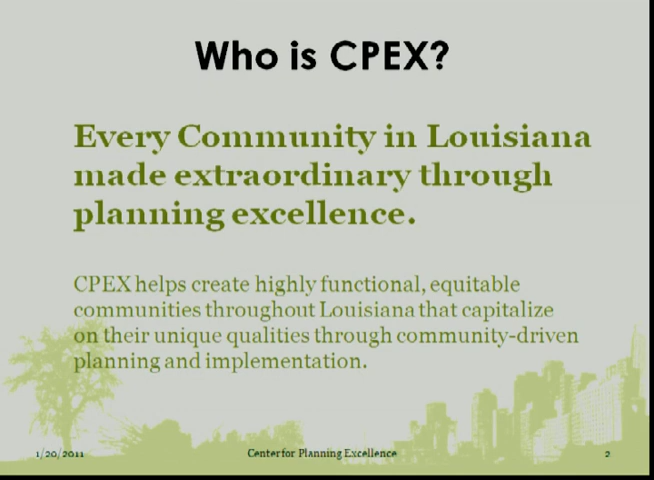 Who is CPEX?
Every Community in Louisiana
made extraordinary through
planning excellence.
CPEX helps create highly functional, equitable
communities throughout Louisiana that capitalize
on their unique qualities through community-driven
planning and implementation.
1/20/2011
Center for Planning Excellence
2